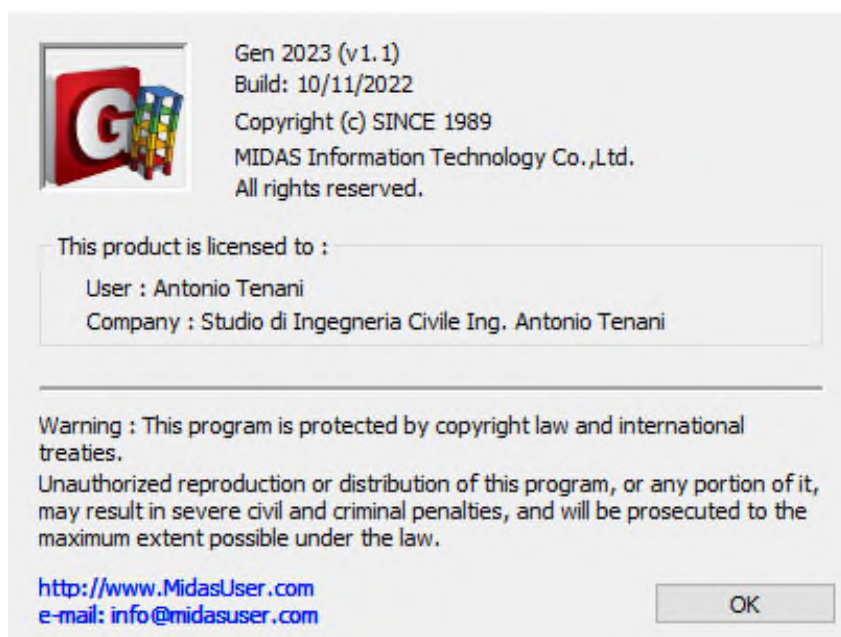 G
Gen 2023 (v1.1)
Build: 10/11/2022
Copyright (c) SINCE 1989
MIDAS Information Technology Co.,Ltd.
All rights reserved.
This product is licensed to :
User : Antonio Tenani
Company : Studio di Ingegneria Civile Ing. Antonio Tenani
Warning : This program is protected by copyright law and international
treaties.
Unauthorized reproduction or distribution of this program, or any portion of it,
may result in severe civil and criminal penalties, and will be prosecuted to the
maximum extent possible under the law.
http://www.MidasUser.com
e-mail: info@midasuser.com
OK